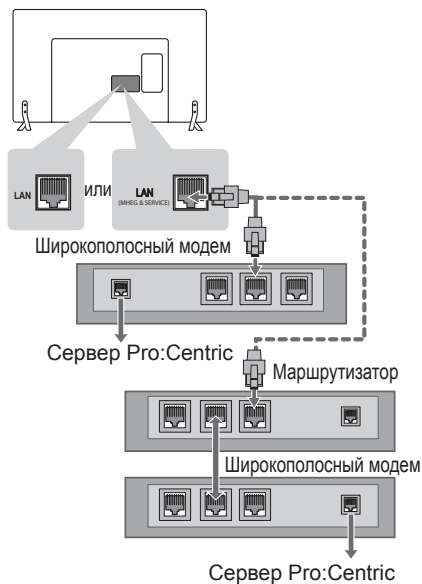 LAN
или
LAN
(MHEG & SERVICE)
Широкополосный модем
Сервер Pro:Centric
Маршрутизатор
Широкополосный модем
Сервер Pro:Centric